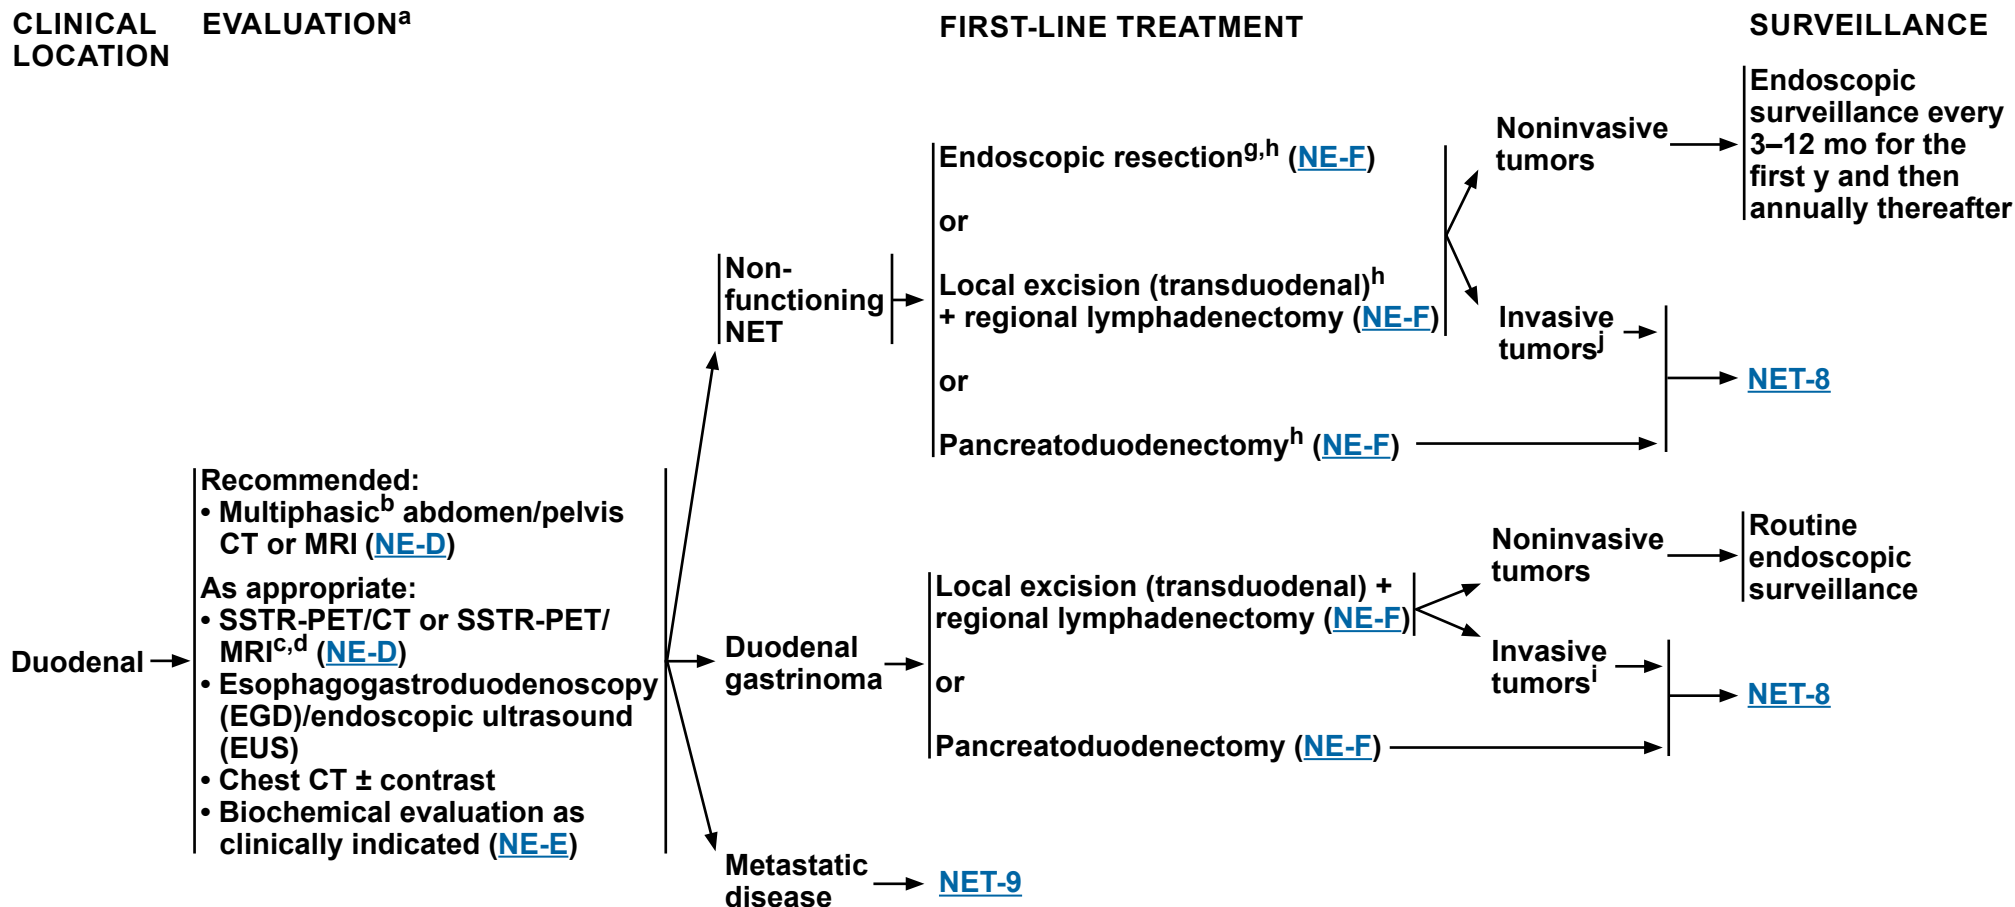 CLINICAL LOCATION
EVALUATIONa
FIRST-LINE TREATMENT
SURVEILLANCE
Duodenal
Recommended:
• Multiphasicb abdomen/pelvis
CT or MRI (NE-D)
As appropriate:
• SSTR-PET/CT or SSTR-PET/
MRIc,d (NE-D)
• Esophagogastroduodenoscopy
(EGD)/endoscopic ultrasound
(EUS)
• Chest CT ± contrast
• Biochemical evaluation as
clinically indicated (NE-E)
Non-
functioning
NET
Endoscopic resectiong,h (NE-F)
or
Local excision (transduodenal)h
+ regional lymphadenectomy (NE-F)
or
Pancreatoduodenectomyh (NE-F)
Noninvasive
tumors
Endoscopic
surveillance every
3–12 mo for the
first y and then
annually thereafter
Invasive
tumorsj
NET-8
Duodenal
gastrinoma
Local excision (transduodenal) +
regional lymphadenectomy (NE-F)
or
Pancreatoduodenectomy (NE-F)
Noninvasive
tumors
Routine
endoscopic
surveillance
Invasive
tumorsi
NET-8
Metastatic
disease
NET-9